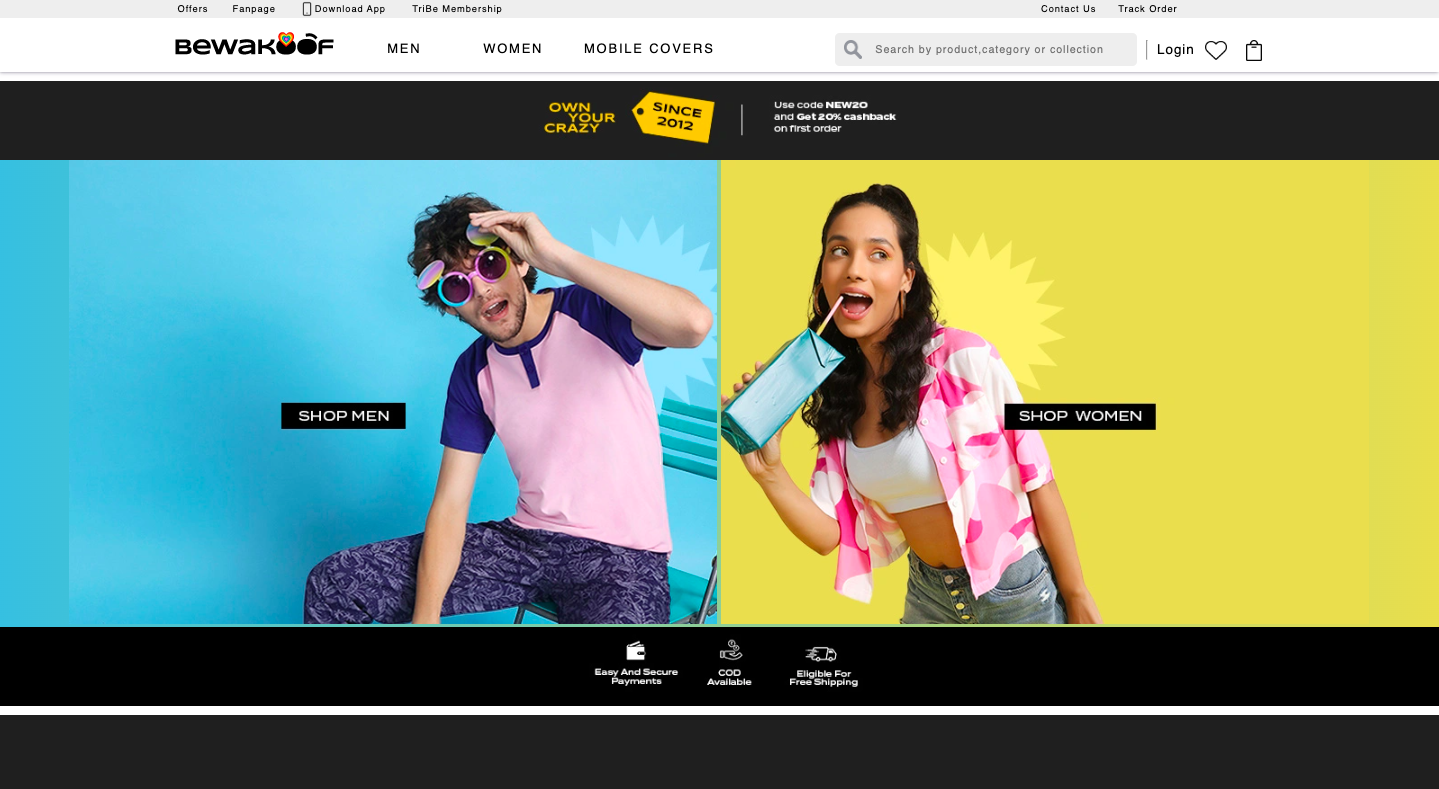 Offers Fanpage Download App TriBe Membership Contact Us Track Order
BEWAKOOF MEN WOMEN MOBILE COVERS Search by product,category or collection Login
OWN
YOUR
CRAZY
SINCE
2012
Use code NEW20
and Get 20% cashback
on first order
SHOP MEN
SHOP WOMEN
Easy And Secure
Payments
COD
Available
Eligible For
Free Shipping